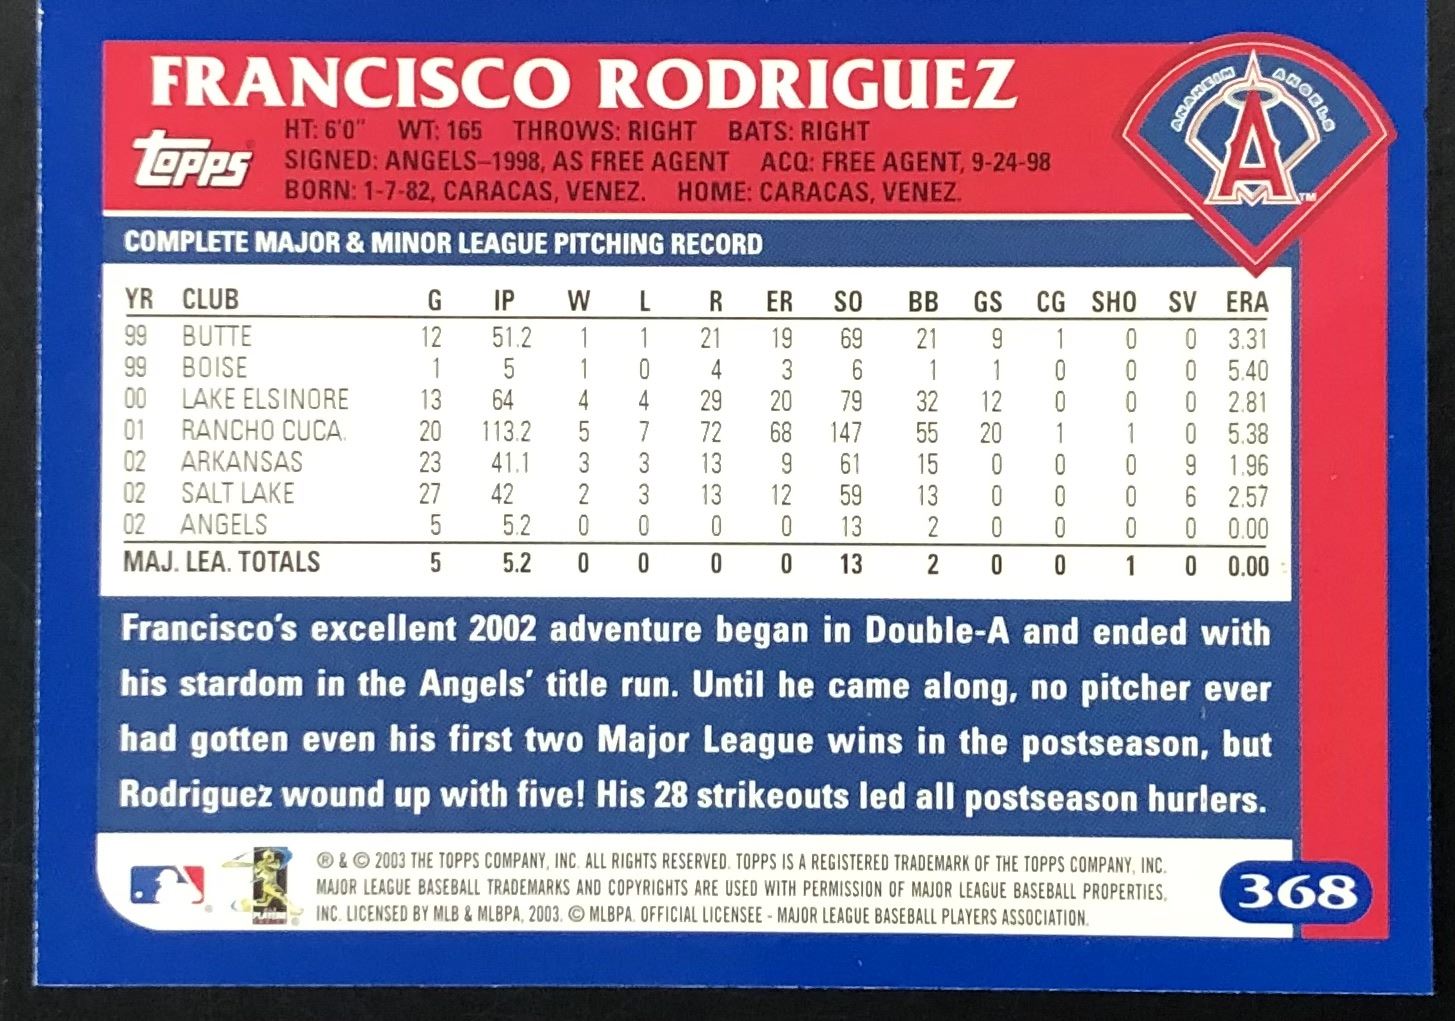 FRANCISCO RODRIGUEZ
ANAHEIM ANGELS
A
TM
topps
HT: 6'0" WT: 165 THROWS: RIGHT BATS: RIGHT
SIGNED: ANGELS–1998, AS FREE AGENT ACQ: FREE AGENT, 9-24-98
BORN: 1-7-82, CARACAS, VENEZ. HOME: CARACAS, VENEZ.
COMPLETE MAJOR & MINOR LEAGUE PITCHING RECORD
YR CLUB G IP W L R ER SO BB GS CG SHO SV ERA
99 BUTTE 12 51.2 1 1 21 19 69 21 9 1 0 0 3.31
99 BOISE 1 5 1 0 4 3 6 1 1 0 0 0 5.40
00 LAKE ELSINORE 13 64 4 4 29 20 79 32 12 0 0 0 2.81
01 RANCHO CUCA. 20 113.2 5 7 72 68 147 55 20 1 1 0 5.38
02 ARKANSAS 23 41.1 3 3 13 9 61 15 0 0 0 9 1.96
02 SALT LAKE 27 42 2 3 13 12 59 13 0 0 0 6 2.57
02 ANGELS 5 5.2 0 0 0 0 13 2 0 0 0 0 0.00
MAJ. LEA. TOTALS 5 5.2 0 0 0 0 13 2 0 0 1 0 0.00
Francisco's excellent 2002 adventure began in Double-A and ended with
his stardom in the Angels' title run. Until he came along, no pitcher ever
had gotten even his first two Major League wins in the postseason, but
Rodriguez wound up with five! His 28 strikeouts led all postseason hurlers.
® & © 2003 THE TOPPS COMPANY, INC. ALL RIGHTS RESERVED. TOPPS IS A REGISTERED TRADEMARK OF THE TOPPS COMPANY, INC.
MAJOR LEAGUE BASEBALL TRADEMARKS AND COPYRIGHTS ARE USED WITH PERMISSION OF MAJOR LEAGUE BASEBALL PROPERTIES,
INC. LICENSED BY MLB & MLBPA, 2003. © MLBPA. OFFICIAL LICENSEE - MAJOR LEAGUE BASEBALL PLAYERS ASSOCIATION.
368